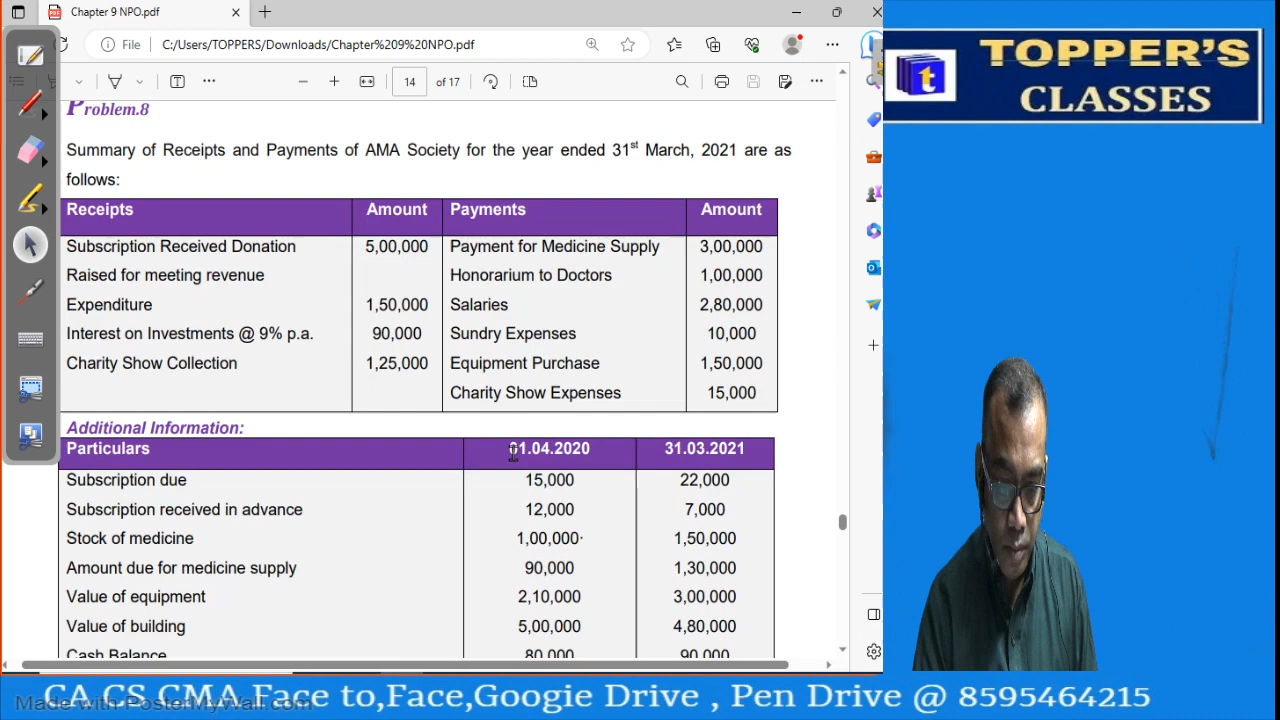 Chapter 9 NPO.pdf
File C:/Users/TOPPERS/Downloads/Chapter%209%20NPO.pdf
14 of 17
TOPPER'S
CLASSES
t
Problem.8
Summary of Receipts and Payments of AMA Society for the year ended 31st March, 2021 are as
follows:
Receipts Amount Payments Amount
Subscription Received Donation 5,00,000 Payment for Medicine Supply 3,00,000
Raised for meeting revenue Honorarium to Doctors 1,00,000
Expenditure 1,50,000 Salaries 2,80,000
Interest on Investments @ 9% p.a. 90,000 Sundry Expenses 10,000
Charity Show Collection 1,25,000 Equipment Purchase 1,50,000
Charity Show Expenses 15,000
Additional Information:
Particulars 01.04.2020 31.03.2021
Subscription due 15,000 22,000
Subscription received in advance 12,000 7,000
Stock of medicine 1,00,000 1,50,000
Amount due for medicine supply 90,000 1,30,000
Value of equipment 2,10,000 3,00,000
Value of building 5,00,000 4,80,000
Cash Balance 80,000 90,000
CA CS CMA Face to,Face,Googie Drive , Pen Drive @ 8595464215
Made with PosterMyWall.com